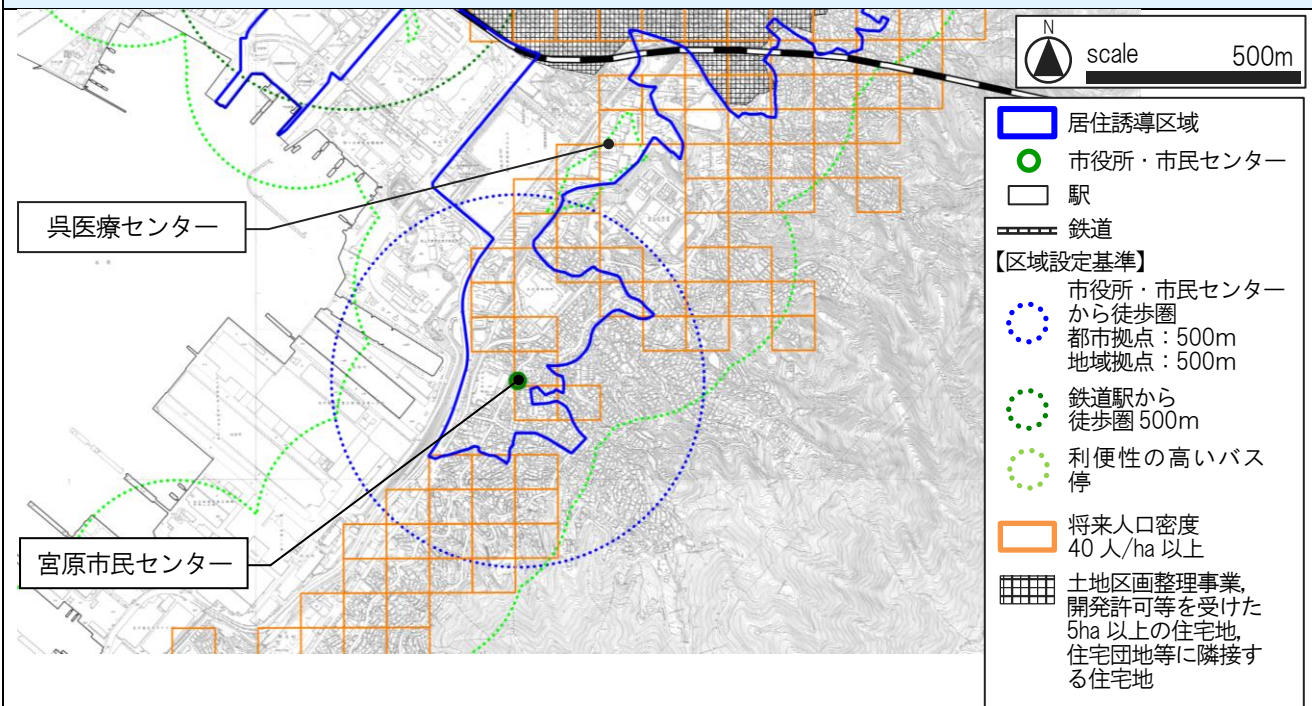 N
scale 500m
居住誘導区域
市役所・市民センター
駅
鉄道
【区域設定基準】
市役所・市民センター
から徒歩圏
都市拠点：500m
地域拠点：500m
鉄道駅から
徒歩圏 500m
利便性の高いバス
停
将来人口密度
40 人/ha 以上
土地区画整理事業,
開発許可等を受けた
5ha 以上の住宅地,
住宅団地等に隣接す
る住宅地
呉医療センター
宮原市民センター